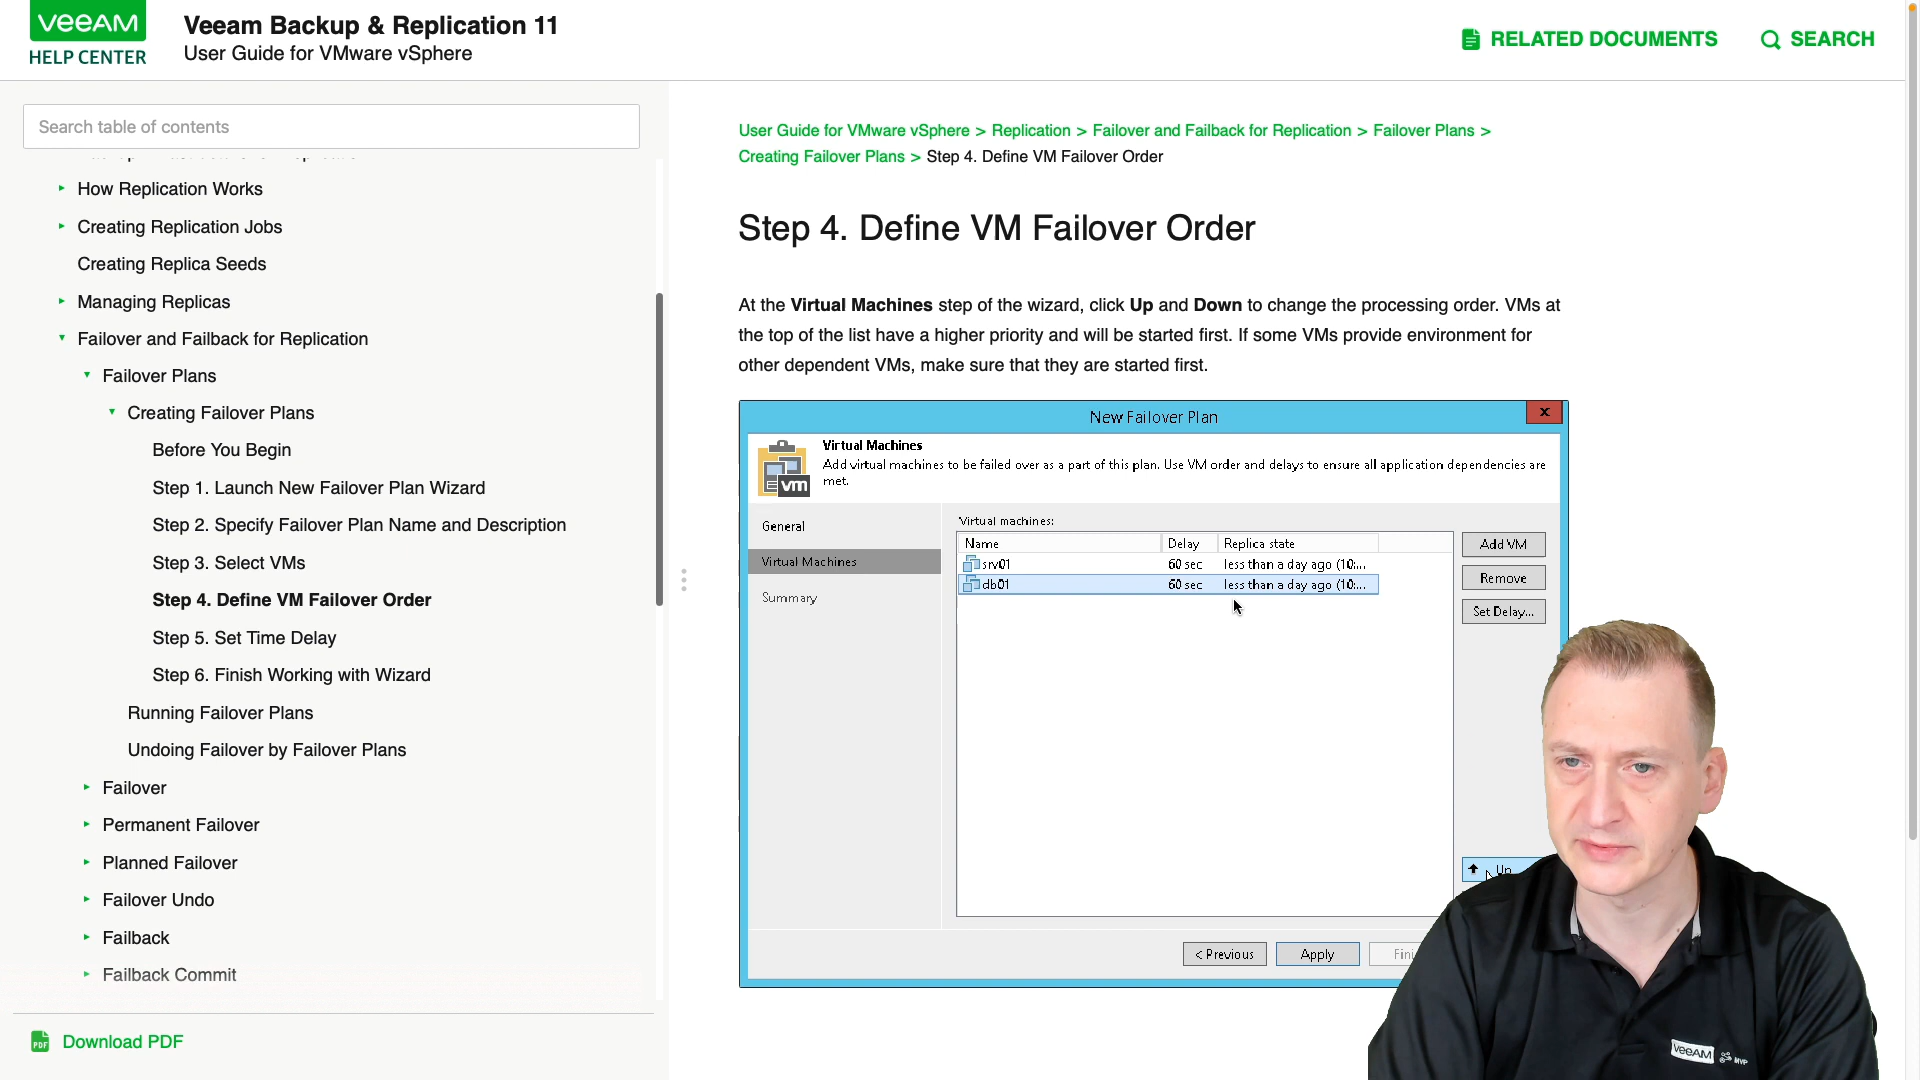 veeAM
HELP CENTER
Veeam Backup & Replication 11
User Guide for VMware vSphere
RELATED DOCUMENTS
SEARCH
Search table of contents
How Replication Works
Creating Replication Jobs
Creating Replica Seeds
Managing Replicas
Failover and Failback for Replication
Failover Plans
Creating Failover Plans
Before You Begin
Step 1. Launch New Failover Plan Wizard
Step 2. Specify Failover Plan Name and Description
Step 3. Select VMs
Step 4. Define VM Failover Order
Step 5. Set Time Delay
Step 6. Finish Working with Wizard
Running Failover Plans
Undoing Failover by Failover Plans
Failover
Permanent Failover
Planned Failover
Failover Undo
Failback
Failback Commit
PDF
Download PDF
User Guide for VMware vSphere > Replication > Failover and Failback for Replication > Failover Plans >
Creating Failover Plans > Step 4. Define VM Failover Order
Step 4. Define VM Failover Order
At the Virtual Machines step of the wizard, click Up and Down to change the processing order. VMs at
the top of the list have a higher priority and will be started first. If some VMs provide environment for
other dependent VMs, make sure that they are started first.
New Failover Plan
x
vm
Virtual Machines
Add virtual machines to be failed over as a part of this plan. Use VM order and delays to ensure all application dependencies are
met.
General
Virtual Machines
Summary
Virtual machines:
Name Delay Replica state
srv01 60 sec less than a day ago (10:...
db01 60 sec less than a day ago (10:...
Add VM
Remove
Set Delay...
Up
< Previous
Apply
Fini
veeAM
MVP